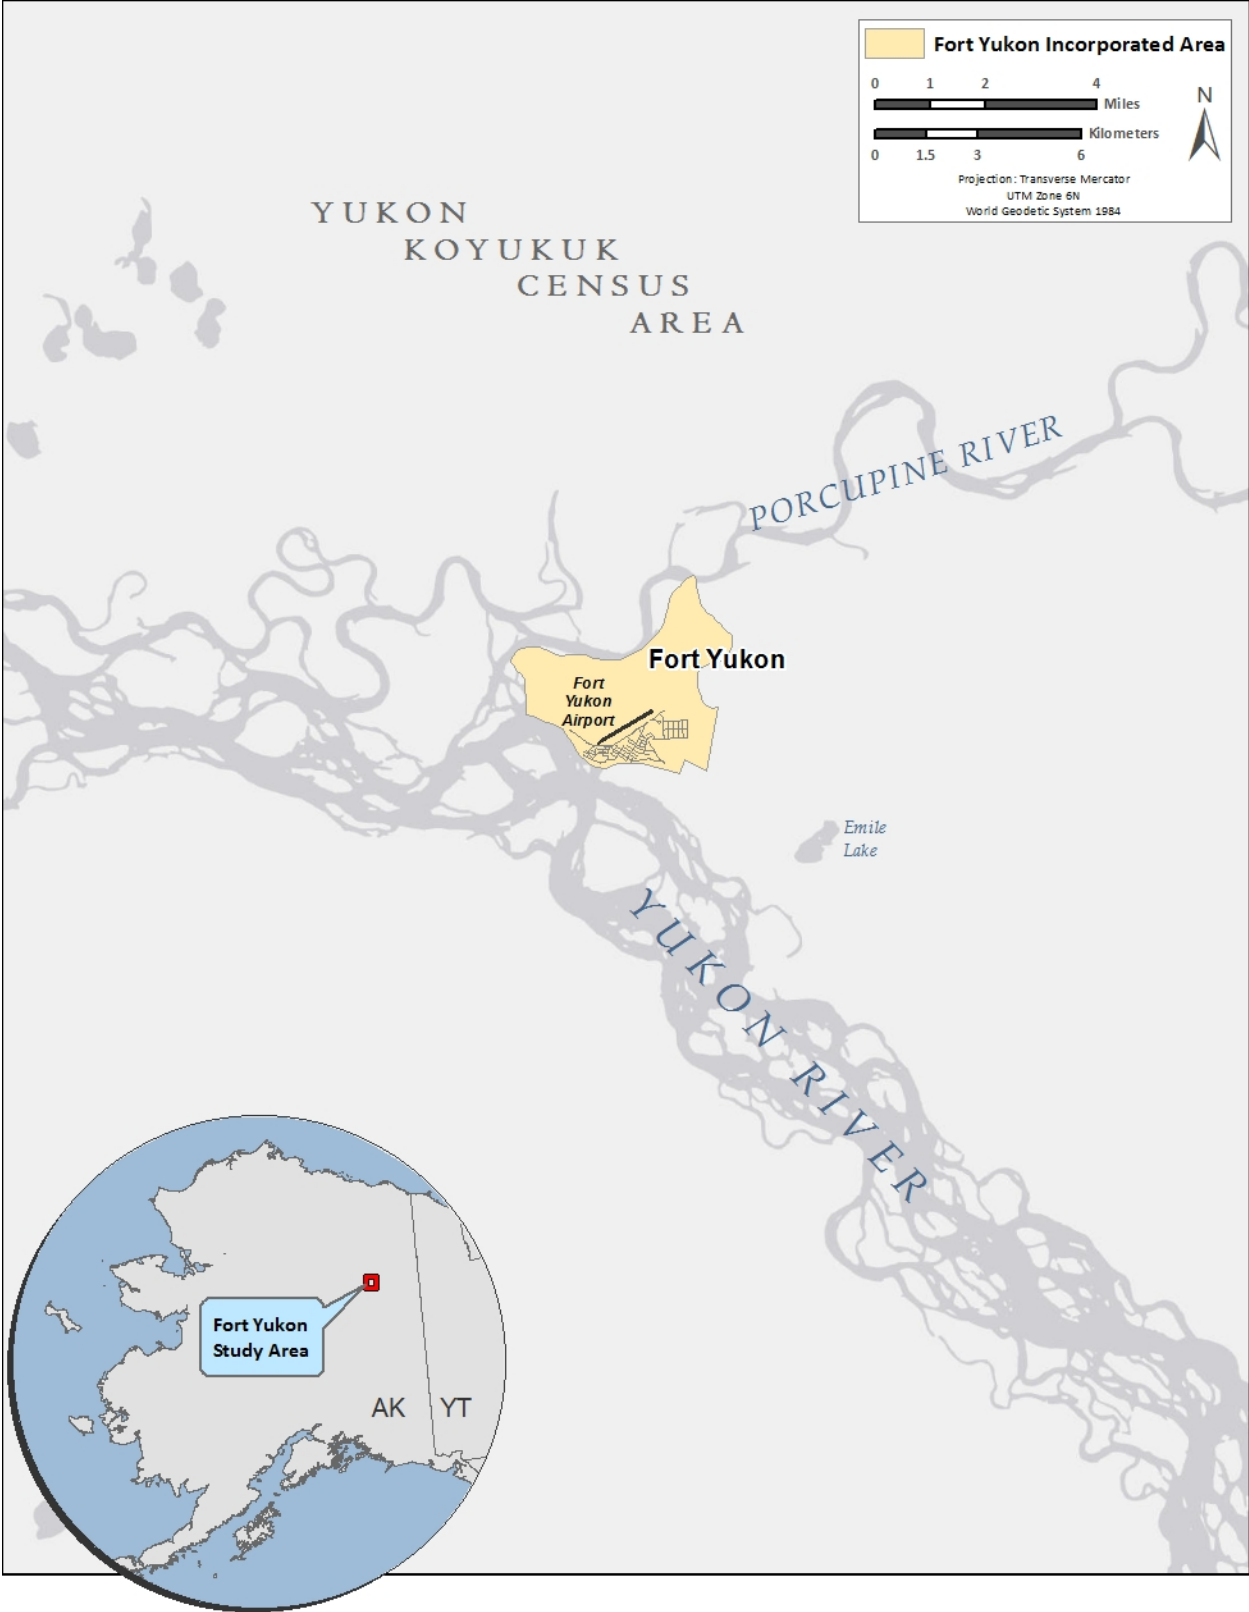 Fort Yukon Incorporated Area
0 1 2 4
Miles
Kilometers
0 1.5 3 6
N
Projection: Transverse Mercator
UTM Zone 6N
World Geodetic System 1984
YUKON
KOYUKUK
CENSUS
AREA
PORCUPINE RIVER
Fort Yukon
Fort
Yukon
Airport
Emile
Lake
YUKON RIVER
Fort Yukon
Study Area
AK YT